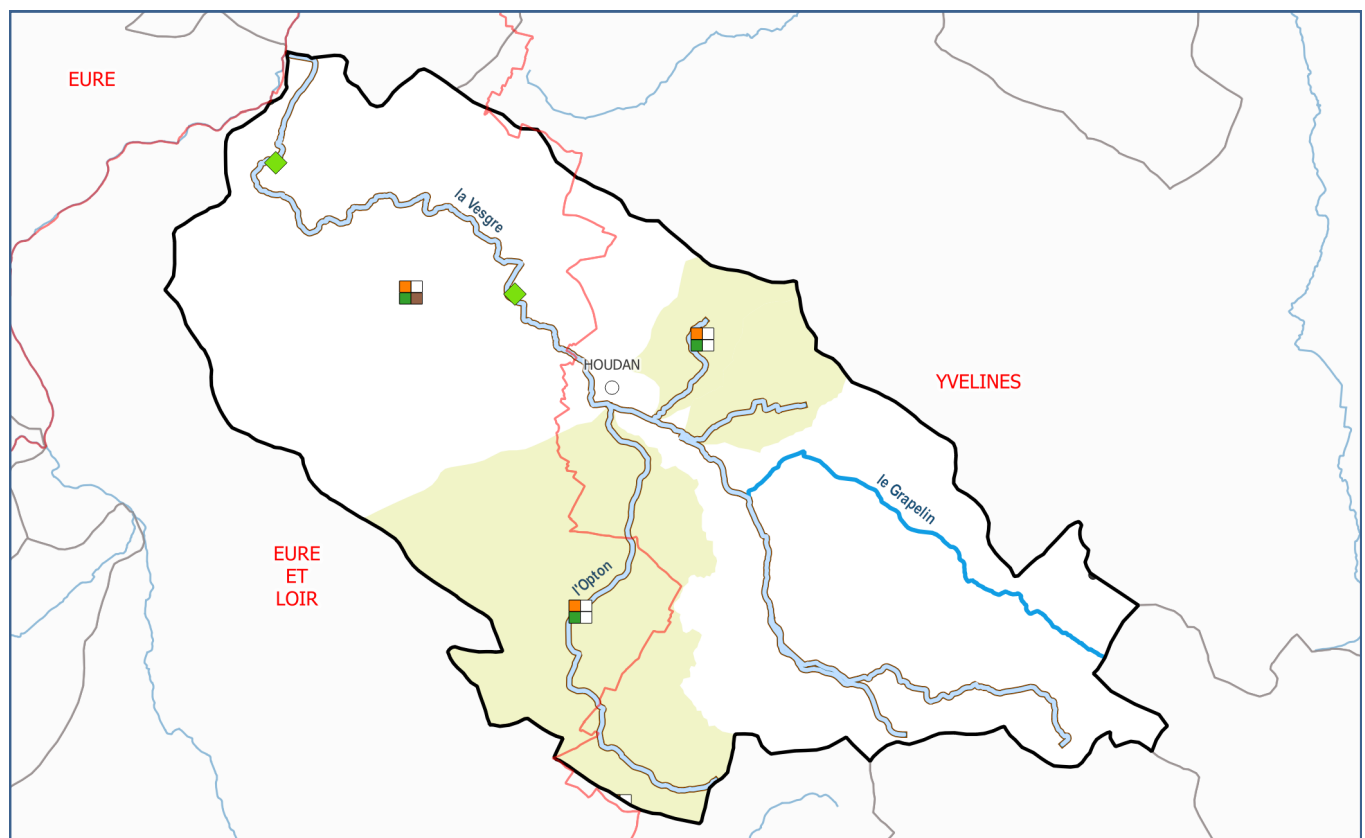 EURE
la Vesgre
HOUDAN
YVELINES
le Grapelin
EURE
ET
LOIR
l'Opton